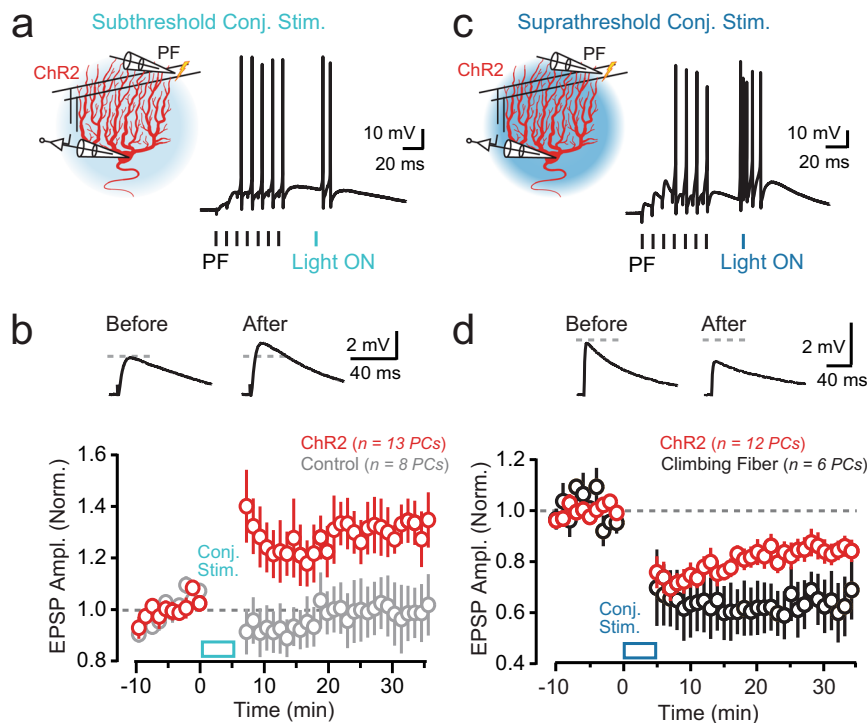 a
Subthreshold Conj. Stim.
PF
ChR2
10 mV
20 ms
PF
Light ON
c
Suprathreshold Conj. Stim.
PF
ChR2
10 mV
20 ms
PF
Light ON
b
Before
After
2 mV
40 ms
ChR2 (n = 13 PCs)
Control (n = 8 PCs)
EPSP Ampl. (Norm.)
1.6
1.4
1.2
1.0
0.8
Conj.
Stim.
-10
0
10
20
30
Time (min)
d
Before
After
2 mV
40 ms
ChR2 (n = 12 PCs)
Climbing Fiber (n = 6 PCs)
EPSP Ampl. (Norm.)
1.2
1.0
0.8
0.6
0.4
Conj.
Stim.
-10
0
10
20
30
Time (min)